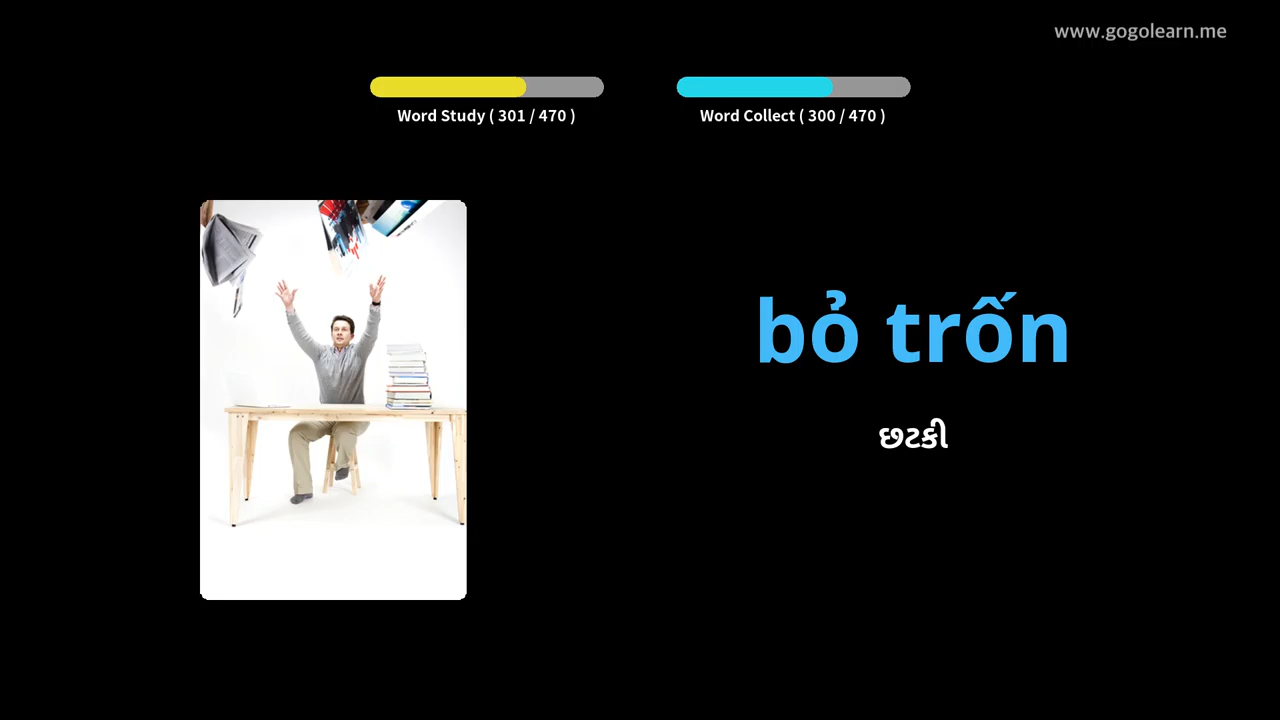 www.gogolearn.me
Word Study ( 301 / 470 )
Word Collect ( 300 / 470 )
bỏ trốn
છટકી